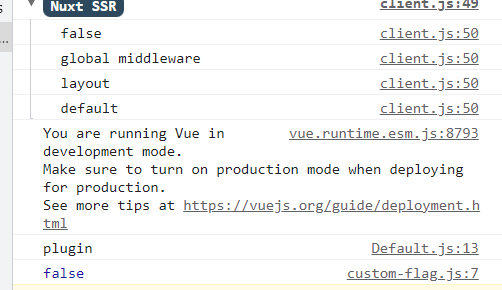 Nuxt SSR client.js:49
false client.js:50
global middleware client.js:50
layout client.js:50
default client.js:50
You are running Vue in vue.runtime.esm.js:8793
development mode.
Make sure to turn on production mode when deploying
for production.
See more tips at https://vuejs.org/guide/deployment.h
tml
plugin Default.js:13
false custom-flag.js:7